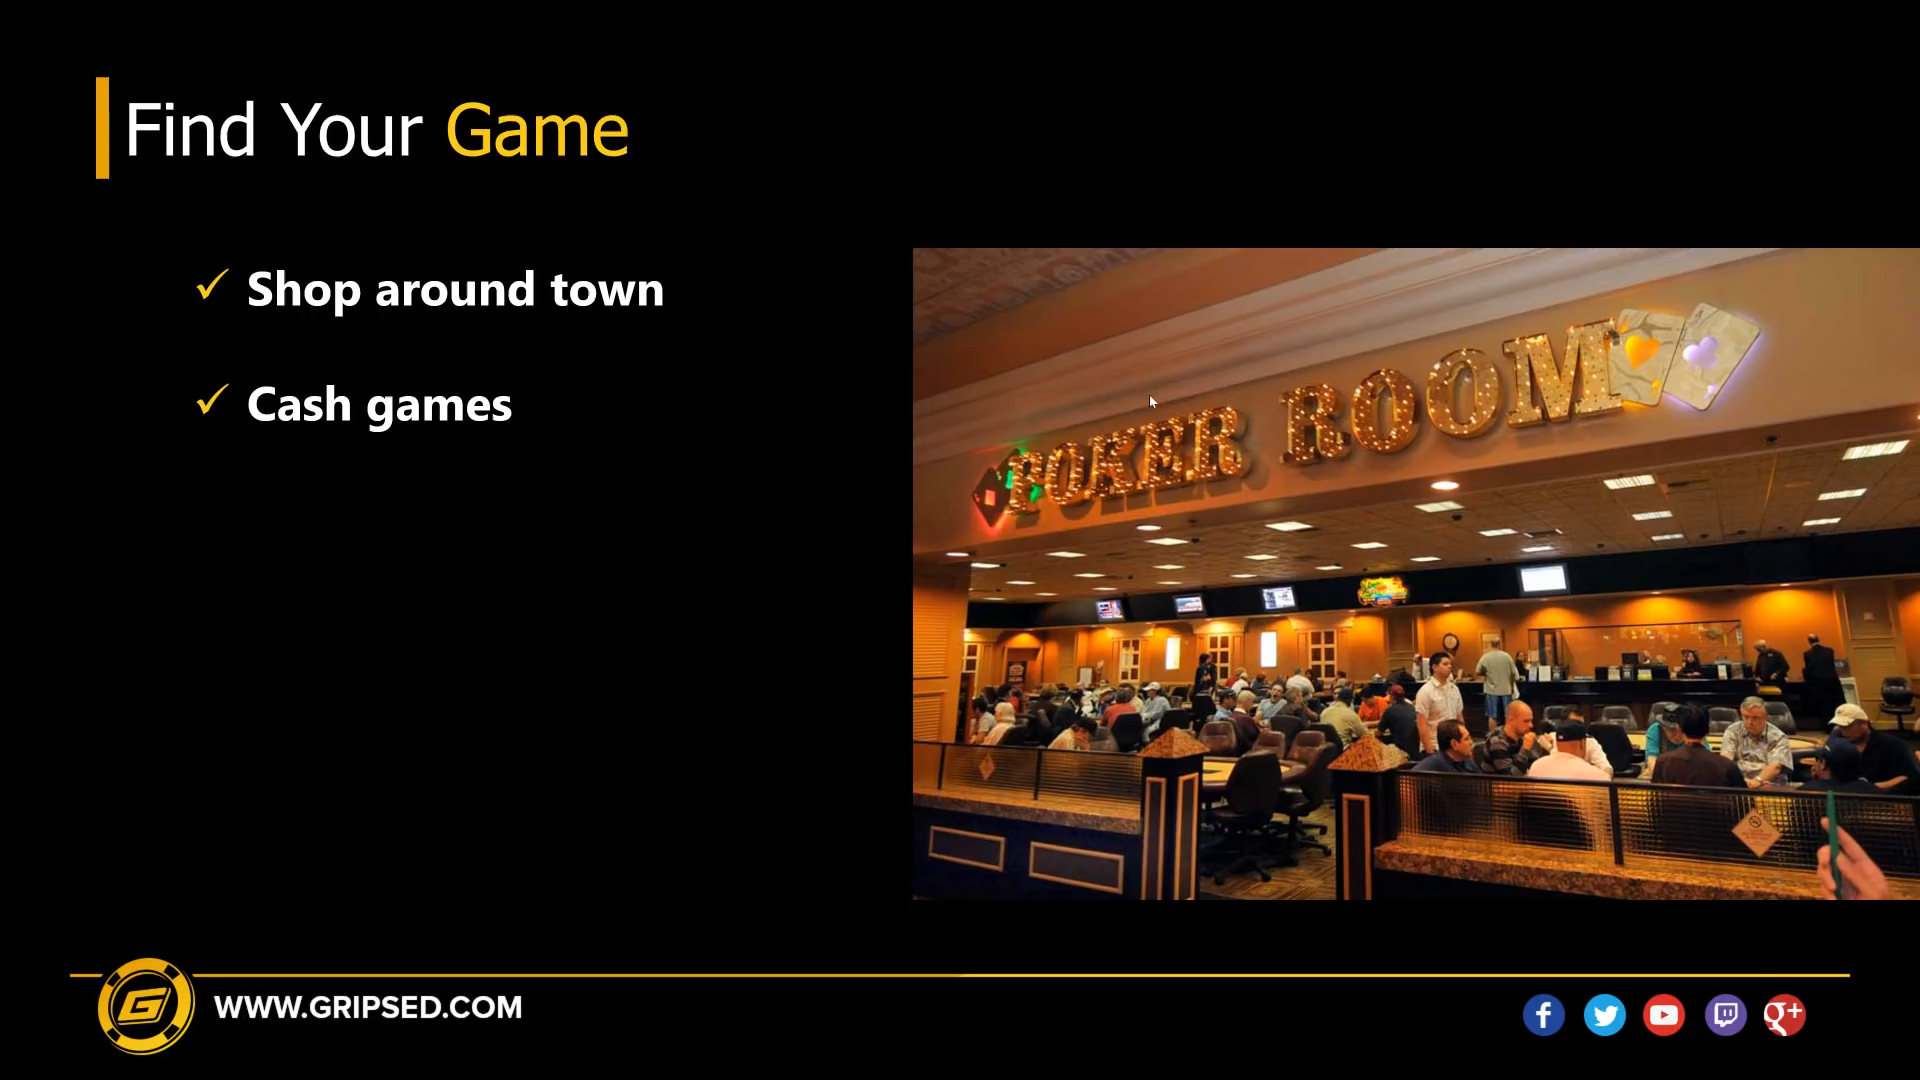 Find Your Game
Shop around town
Cash games
POKER ROOM
WWW.GRIPSED.COM